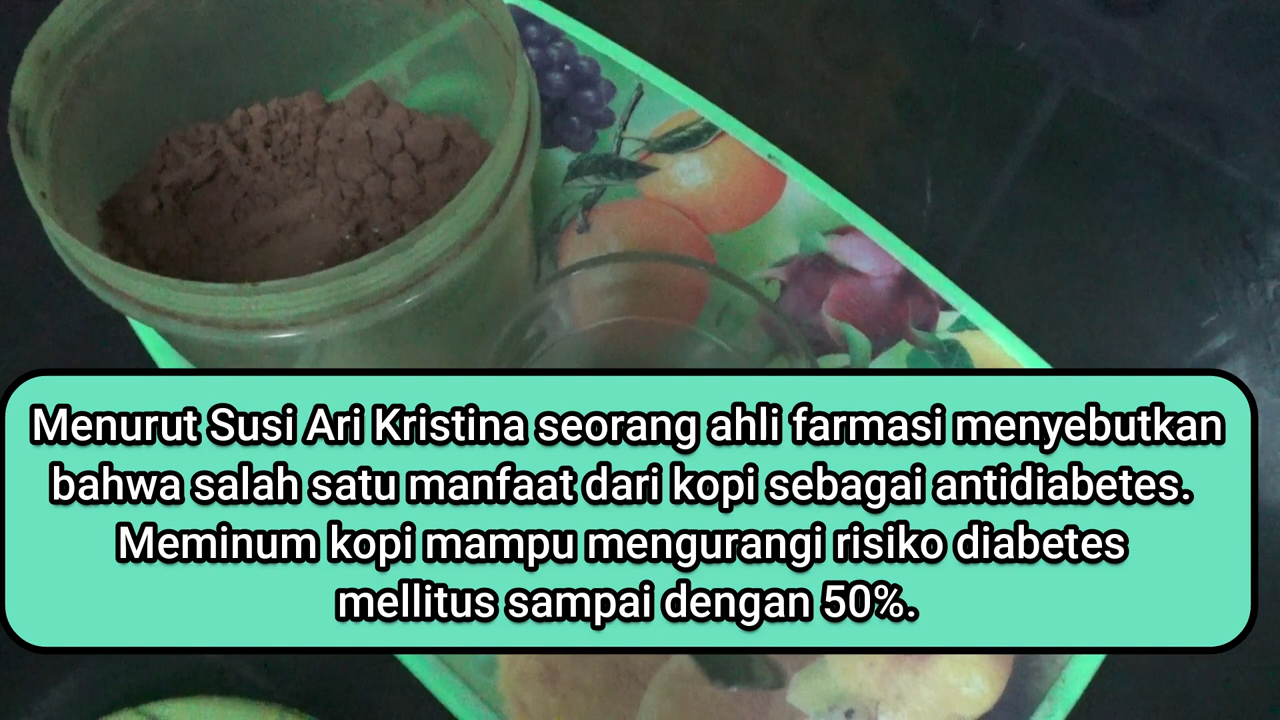 Menurut Susi Ari Kristina seorang ahli farmasi menyebutkan
bahwa salah satu manfaat dari kopi sebagai antidiabetes.
Meminum kopi mampu mengurangi risiko diabetes
mellitus sampai dengan 50%.